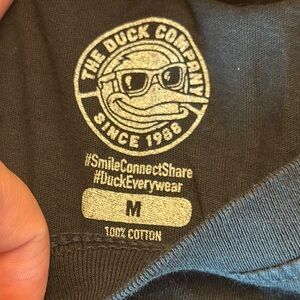 THE DUCK COMPANY
SINCE 1988
#SmileConnectShare
#DuckEverywear
M
100% COTTON